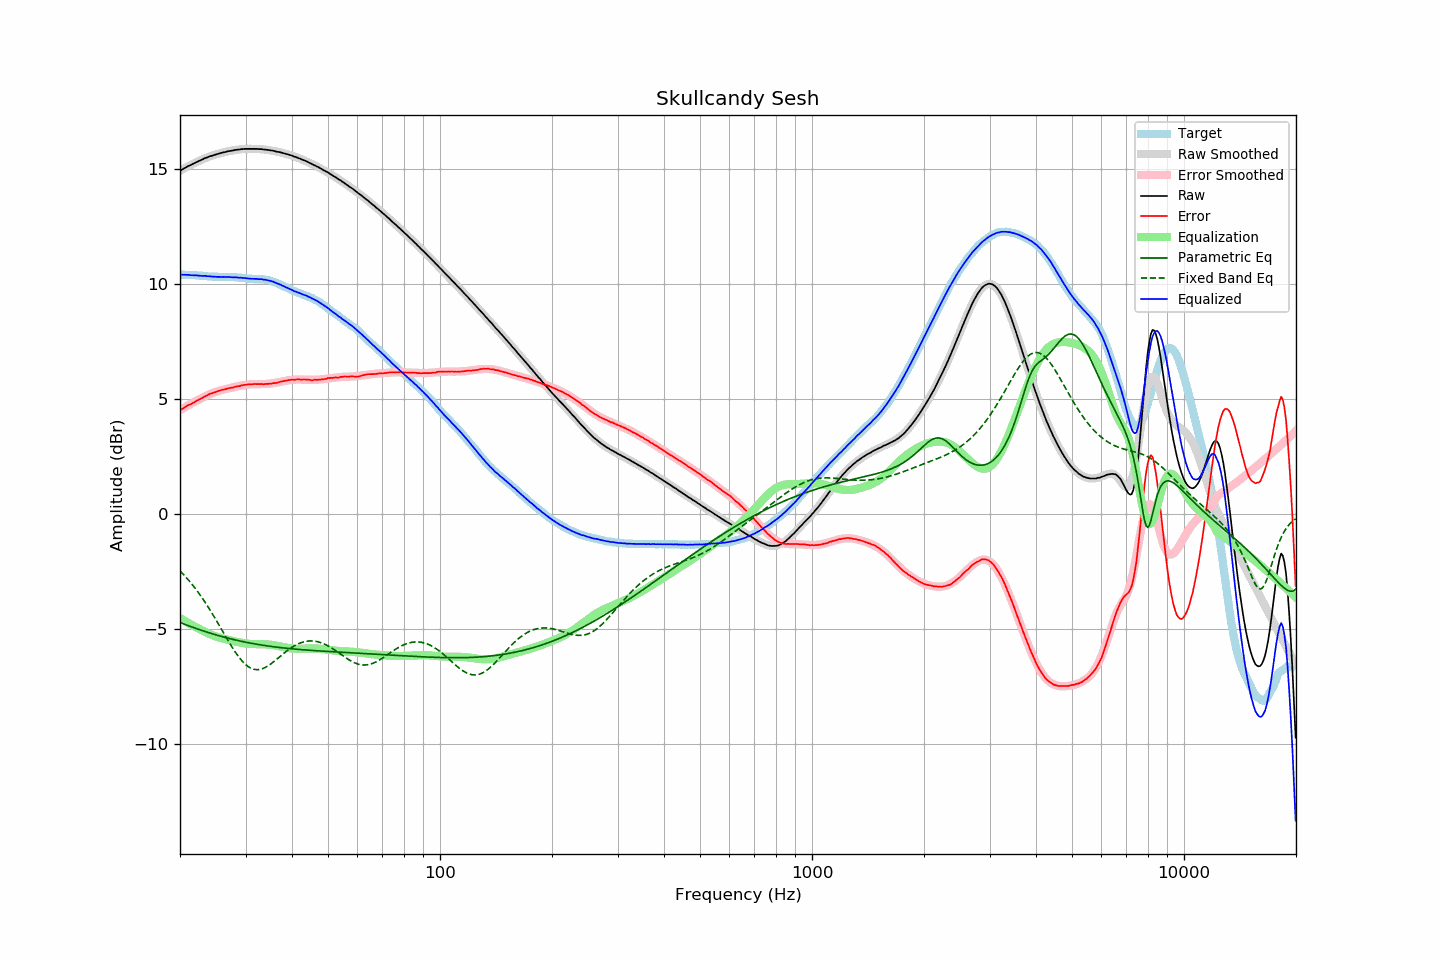 Skullcandy Sesh
Target
Raw Smoothed
Error Smoothed
Raw
Error
Equalization
Parametric Eq
Fixed Band Eq
Equalized
15
10
5
0
−5
−10
Amplitude (dBr)
100
1000
10000
Frequency (Hz)